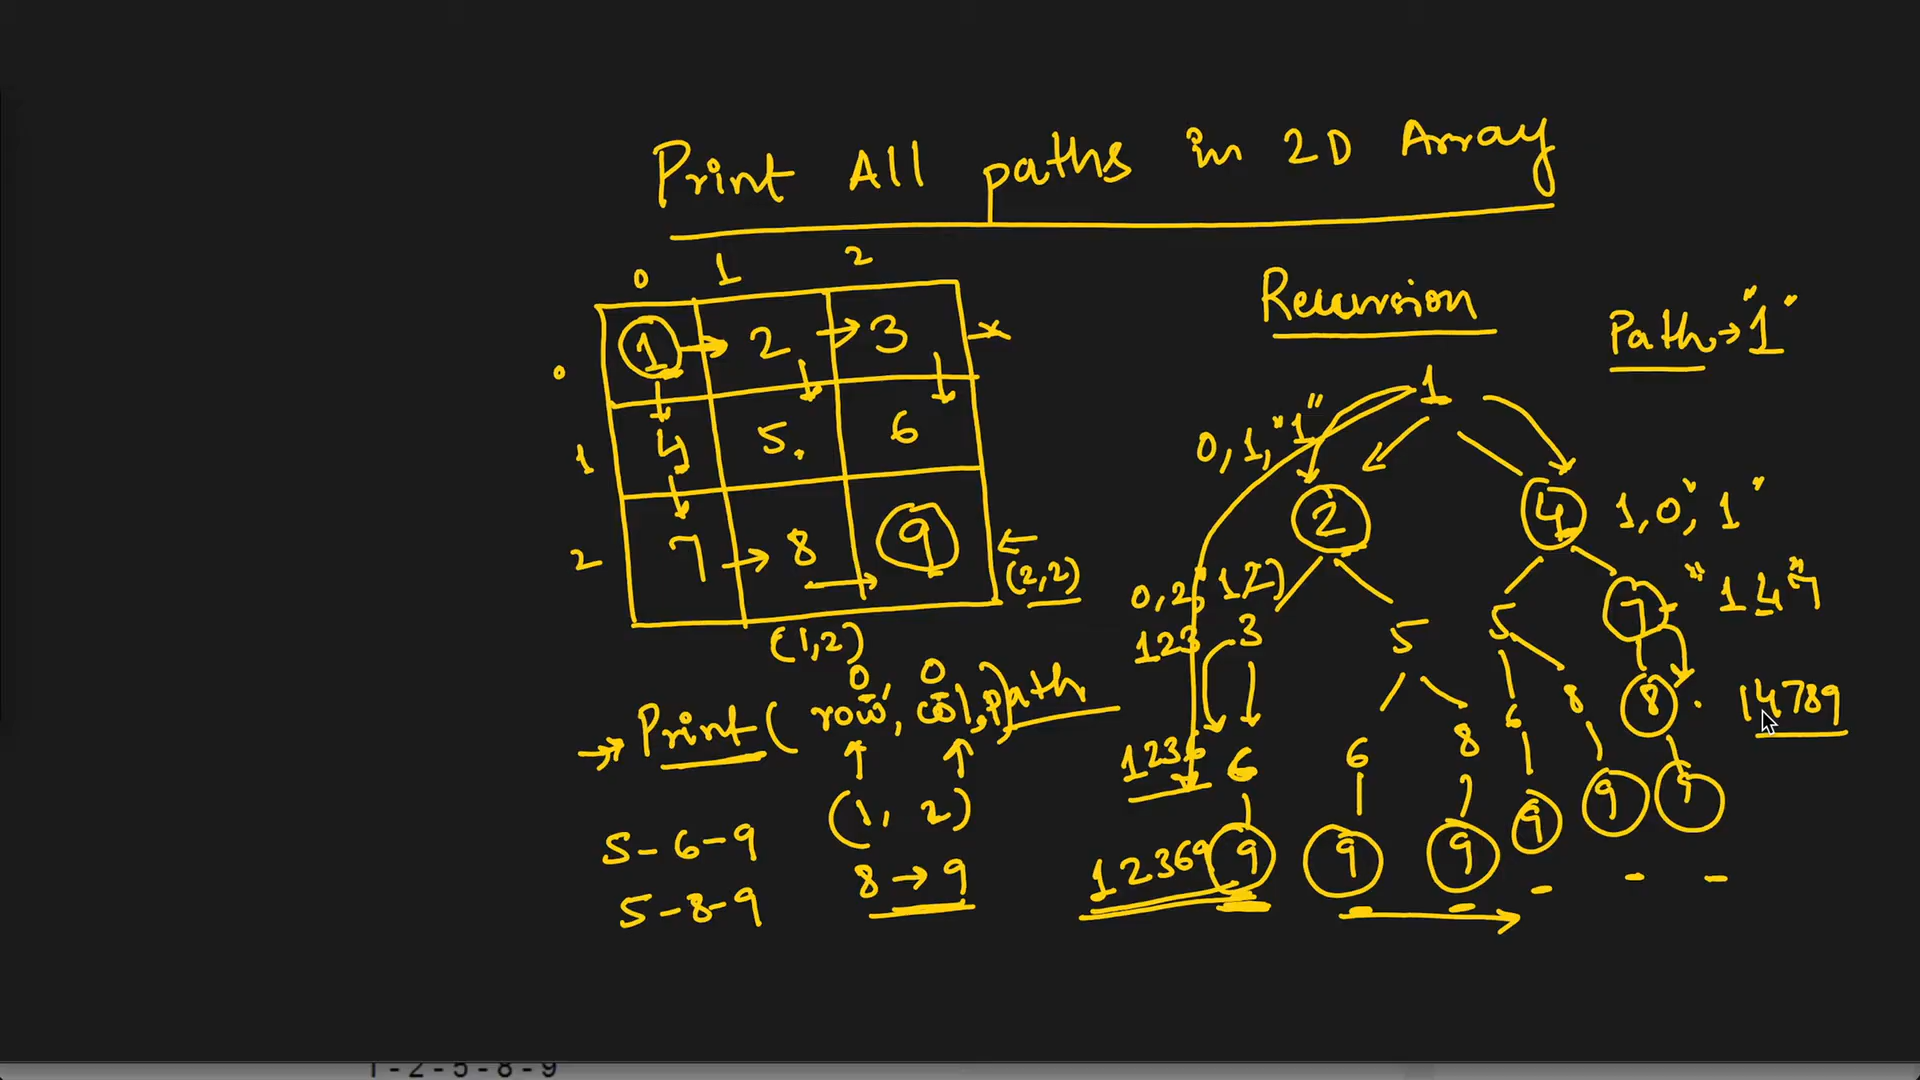 Print All paths in 2D Array
0 1 2
0 1 2 3 x
1 4 5. 6
2 7 8 9
(2,2)
(1,2)
0, 0
Print( row, col, path)
(1, 2)
5-6-9
8 → 9
5-8-9
Recursion
Path → "1"
1
0, 1, "1"
2 4 1,0," 1"
0,2," 12)
123 3 5 5 7 "147"
1236 6 6 8 6 8 8 . 14789
12369 9 9 9 9 9 9
1-2-5-8-9